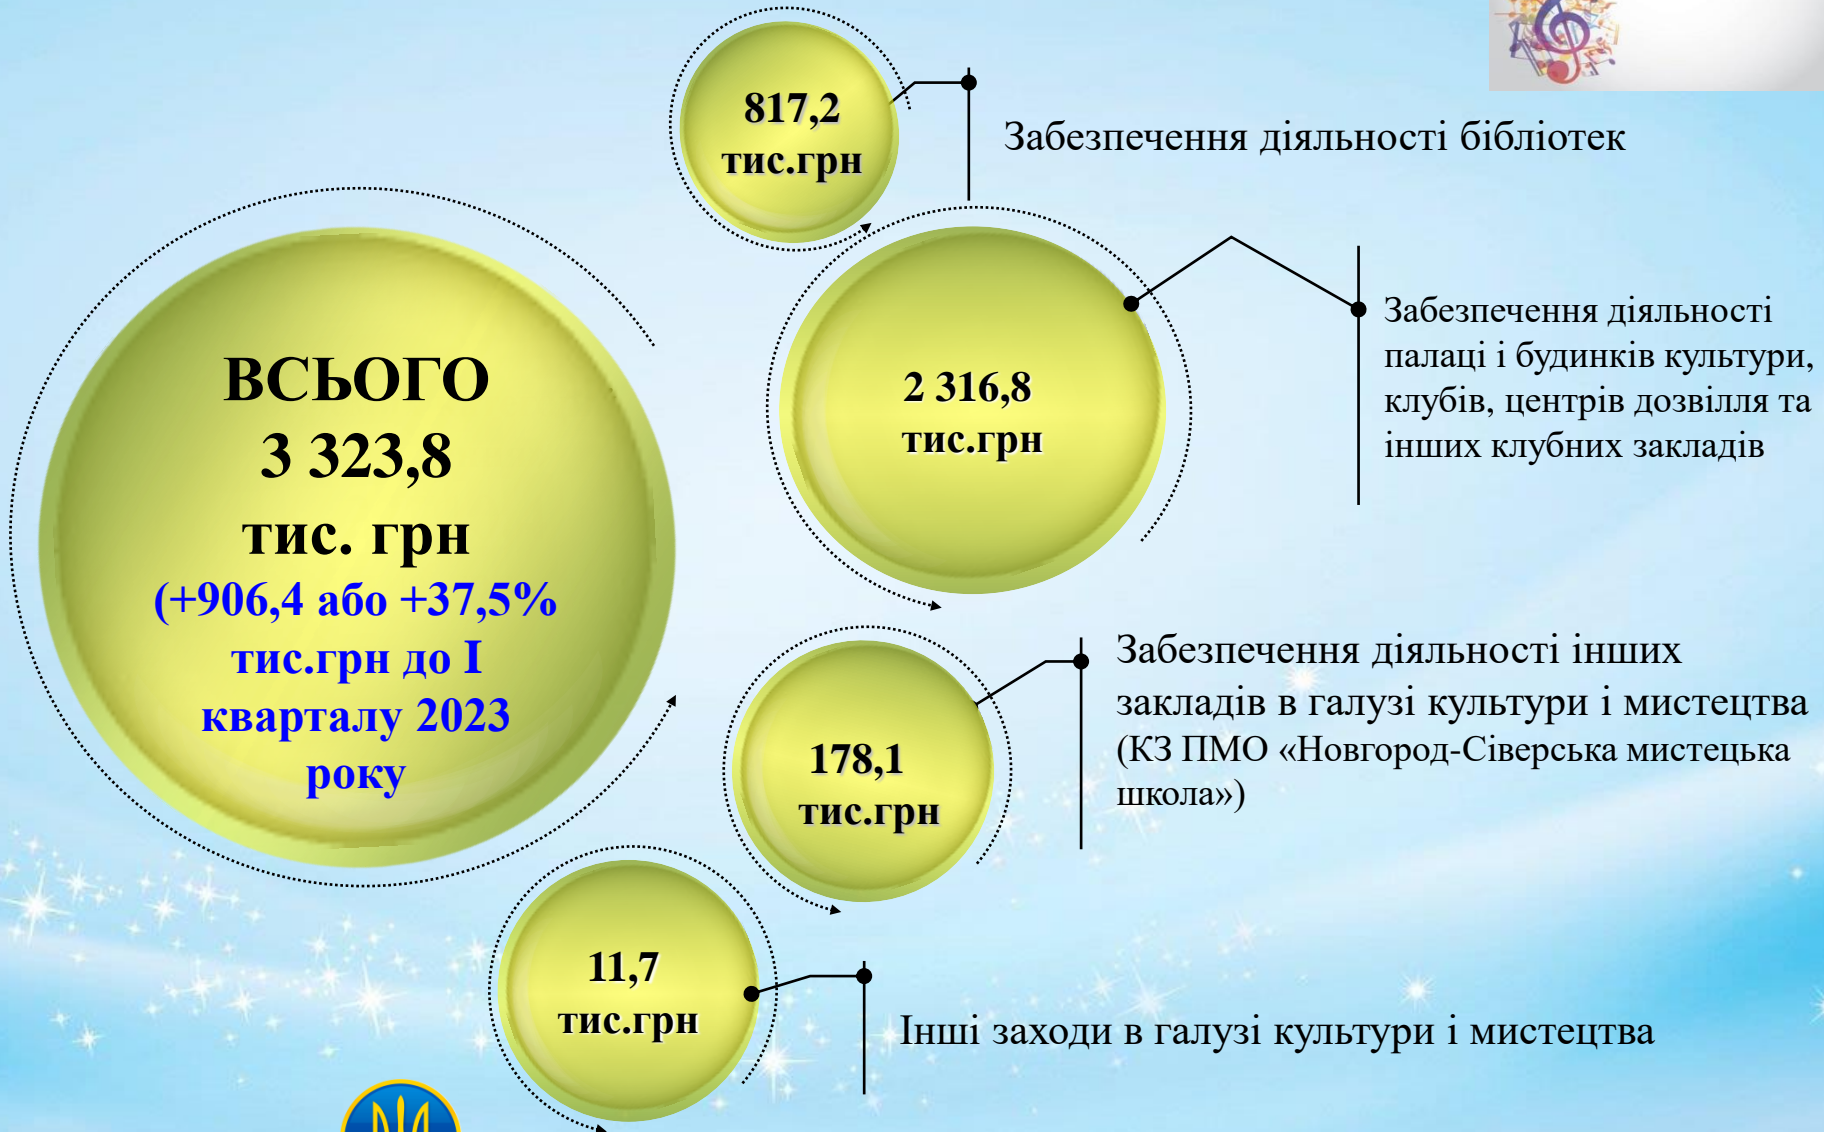 817,2
тис.грн
Забезпечення діяльності бібліотек
ВСЬОГО
3 323,8
тис. грн
(+906,4 або +37,5%
тис.грн до І
кварталу 2023
року
2 316,8
тис.грн
Забезпечення діяльності
палаці і будинків культури,
клубів, центрів дозвілля та
інших клубних закладів
178,1
тис.грн
Забезпечення діяльності інших
закладів в галузі культури і мистецтва
(КЗ ПМО «Новгород-Сіверська мистецька
школа»)
11,7
тис.грн
Інші заходи в галузі культури і мистецтва